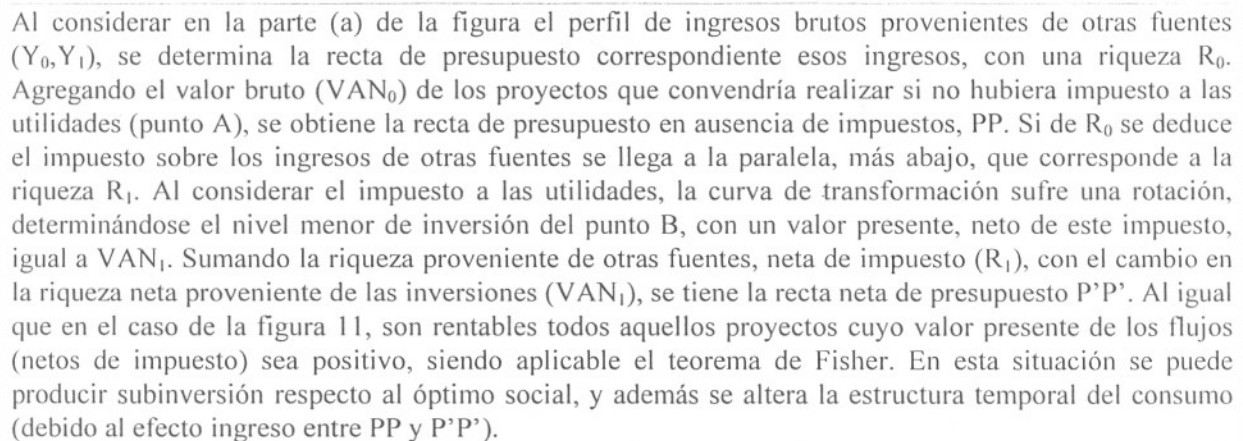 Al considerar en la parte (a) de la figura el perfil de ingresos brutos provenientes de otras fuentes
(Y₀,Y₁), se determina la recta de presupuesto correspondiente esos ingresos, con una riqueza R₀.
Agregando el valor bruto (VAN₀) de los proyectos que convendría realizar si no hubiera impuesto a las
utilidades (punto A), se obtiene la recta de presupuesto en ausencia de impuestos, PP. Si de R₀ se deduce
el impuesto sobre los ingresos de otras fuentes se llega a la paralela, más abajo, que corresponde a la
riqueza R₁. Al considerar el impuesto a las utilidades, la curva de transformación sufre una rotación,
determinándose el nivel menor de inversión del punto B, con un valor presente, neto de este impuesto,
igual a VAN₁. Sumando la riqueza proveniente de otras fuentes, neta de impuesto (R₁), con el cambio en
la riqueza neta proveniente de las inversiones (VAN₁), se tiene la recta neta de presupuesto P’P’. Al igual
que en el caso de la figura 11, son rentables todos aquellos proyectos cuyo valor presente de los flujos
(netos de impuesto) sea positivo, siendo aplicable el teorema de Fisher. En esta situación se puede
producir subinversión respecto al óptimo social, y además se altera la estructura temporal del consumo
(debido al efecto ingreso entre PP y P’P’).